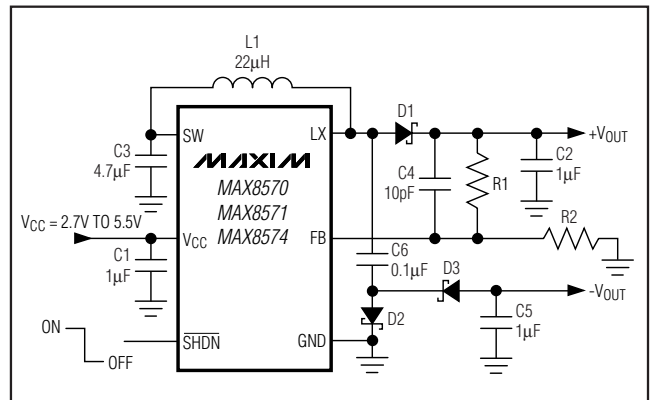 L1
22µH
D1
SW
LX
+VOUT
C3
4.7µF
MAXIM
MAX8570
MAX8571
MAX8574
C4
10pF
R1
C2
1µF
R2
VCC = 2.7V TO 5.5V
VCC
FB
C6
0.1µF
C1
1µF
D3
-VOUT
D2
C5
1µF
ON
OFF
SHDN
GND